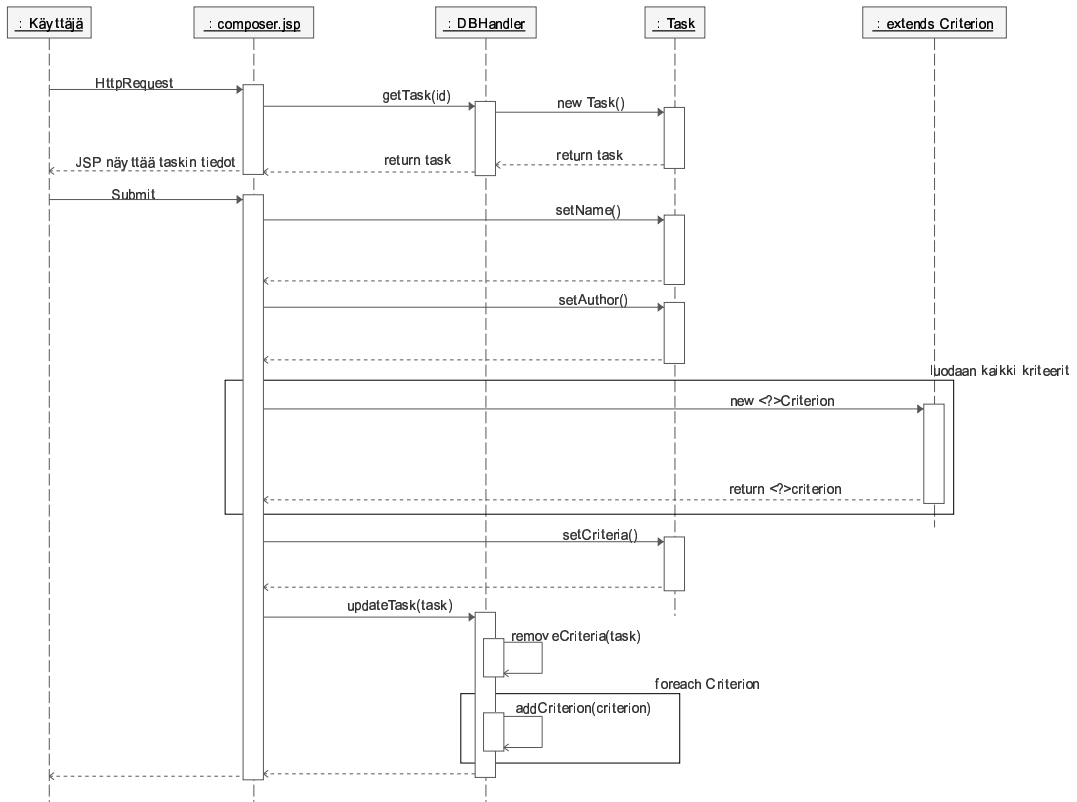 : Käyttäjä
: composer.jsp
: DBHandler
: Task
: extends Criterion
HttpRequest
getTask(id)
new Task()
JSP näyttää taskin tiedot
return task
return task
Submit
setName()
setAuthor()
luodaan kaikki kriteerit
new <?>Criterion
return <?>criterion
setCriteria()
updateTask(task)
removeCriteria(task)
foreach Criterion
addCriterion(criterion)